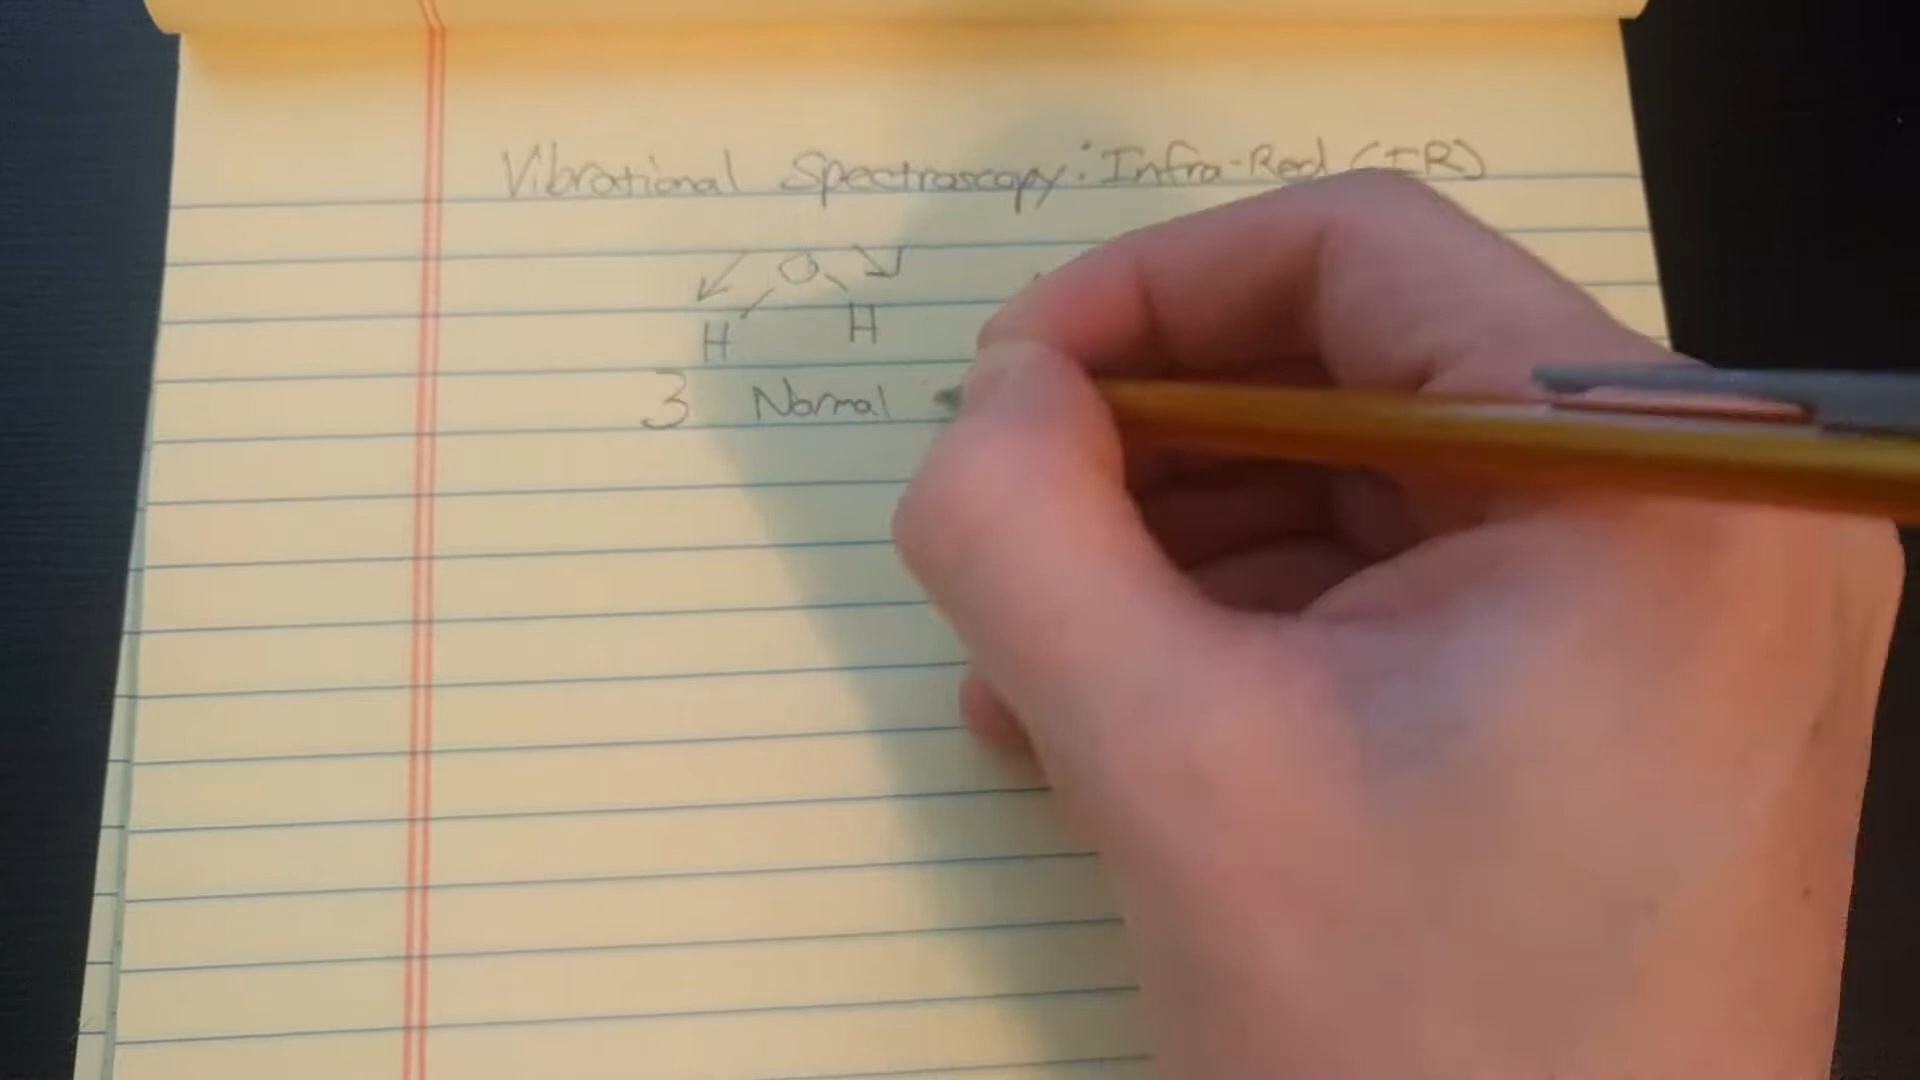 Vibrational Spectroscopy: Infra-Red (IR)
O
H H
3 Normal